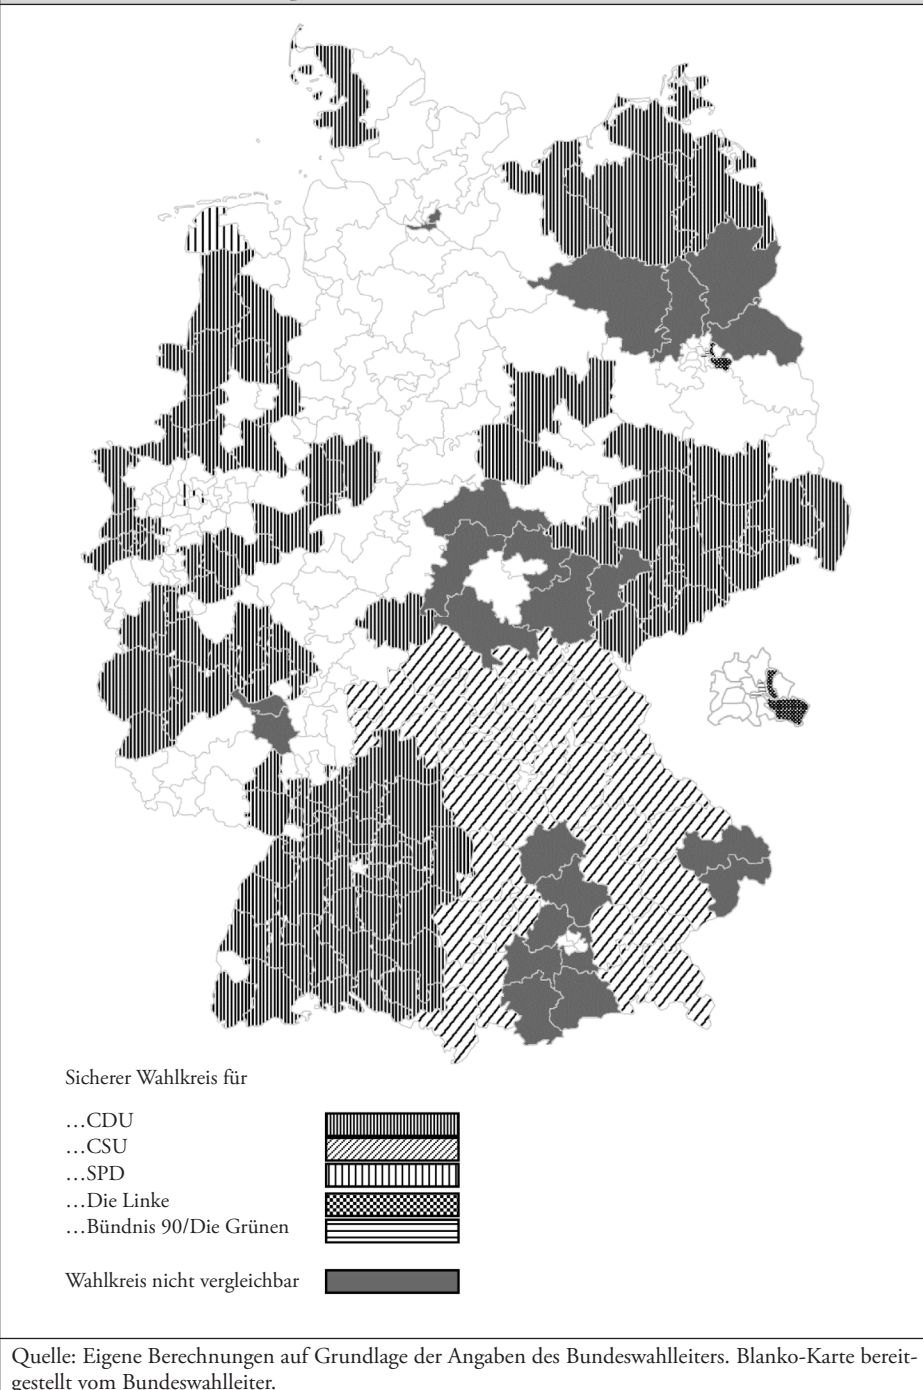 Sicherer Wahlkreis für
…CDU
…CSU
…SPD
…Die Linke
…Bündnis 90/Die Grünen
Wahlkreis nicht vergleichbar
Quelle: Eigene Berechnungen auf Grundlage der Angaben des Bundeswahlleiters. Blanko-Karte bereit-
gestellt vom Bundeswahlleiter.